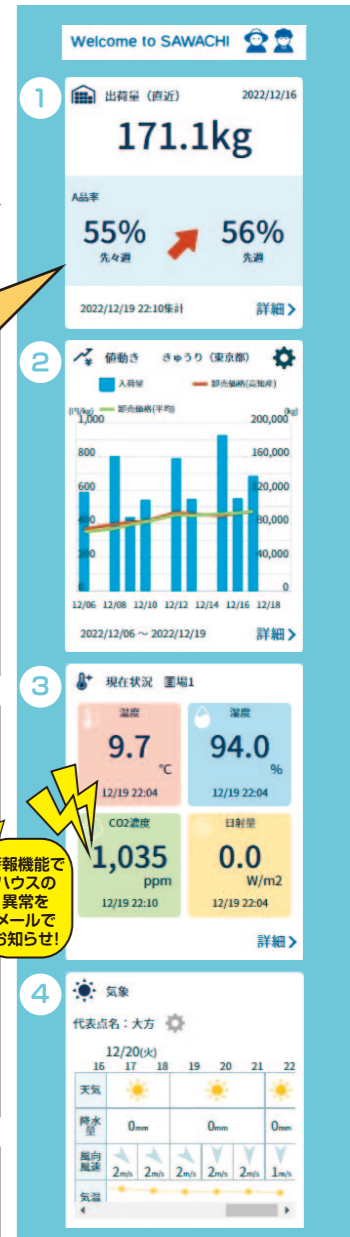 Welcome to SAWACHI
1
出荷量（直近） 2022/12/16
171.1kg
A品率
55% 56%
先々週 先週
2022/12/19 22:10集計 詳細
2
値動き きゅうり（東京都）
入荷量 卸売価格(高知産)
(円/kg) 卸売価格(平均) (kg)
1,000 200,000
800 160,000
600 120,000
400 80,000
200 40,000
0 0
12/06 12/08 12/10 12/12 12/14 12/16 12/18
2022/12/06 ～ 2022/12/19 詳細
3
現在状況 圃場1
温度 湿度
9.7 94.0
℃ %
12/19 22:04 12/19 22:04
CO2濃度 日射量
1,035 0.0
ppm W/m2
12/19 22:10 12/19 22:04
詳細
報機能で
ハウスの
異常を
メールで
お知らせ!
4
気象
代表点名：大方
12/20(火)
16 17 18 19 20 21 22
天気
降水量 0mm 0mm 0mm
風向
風速 2m/s 2m/s 2m/s 2m/s 2m/s 1m/s
気温